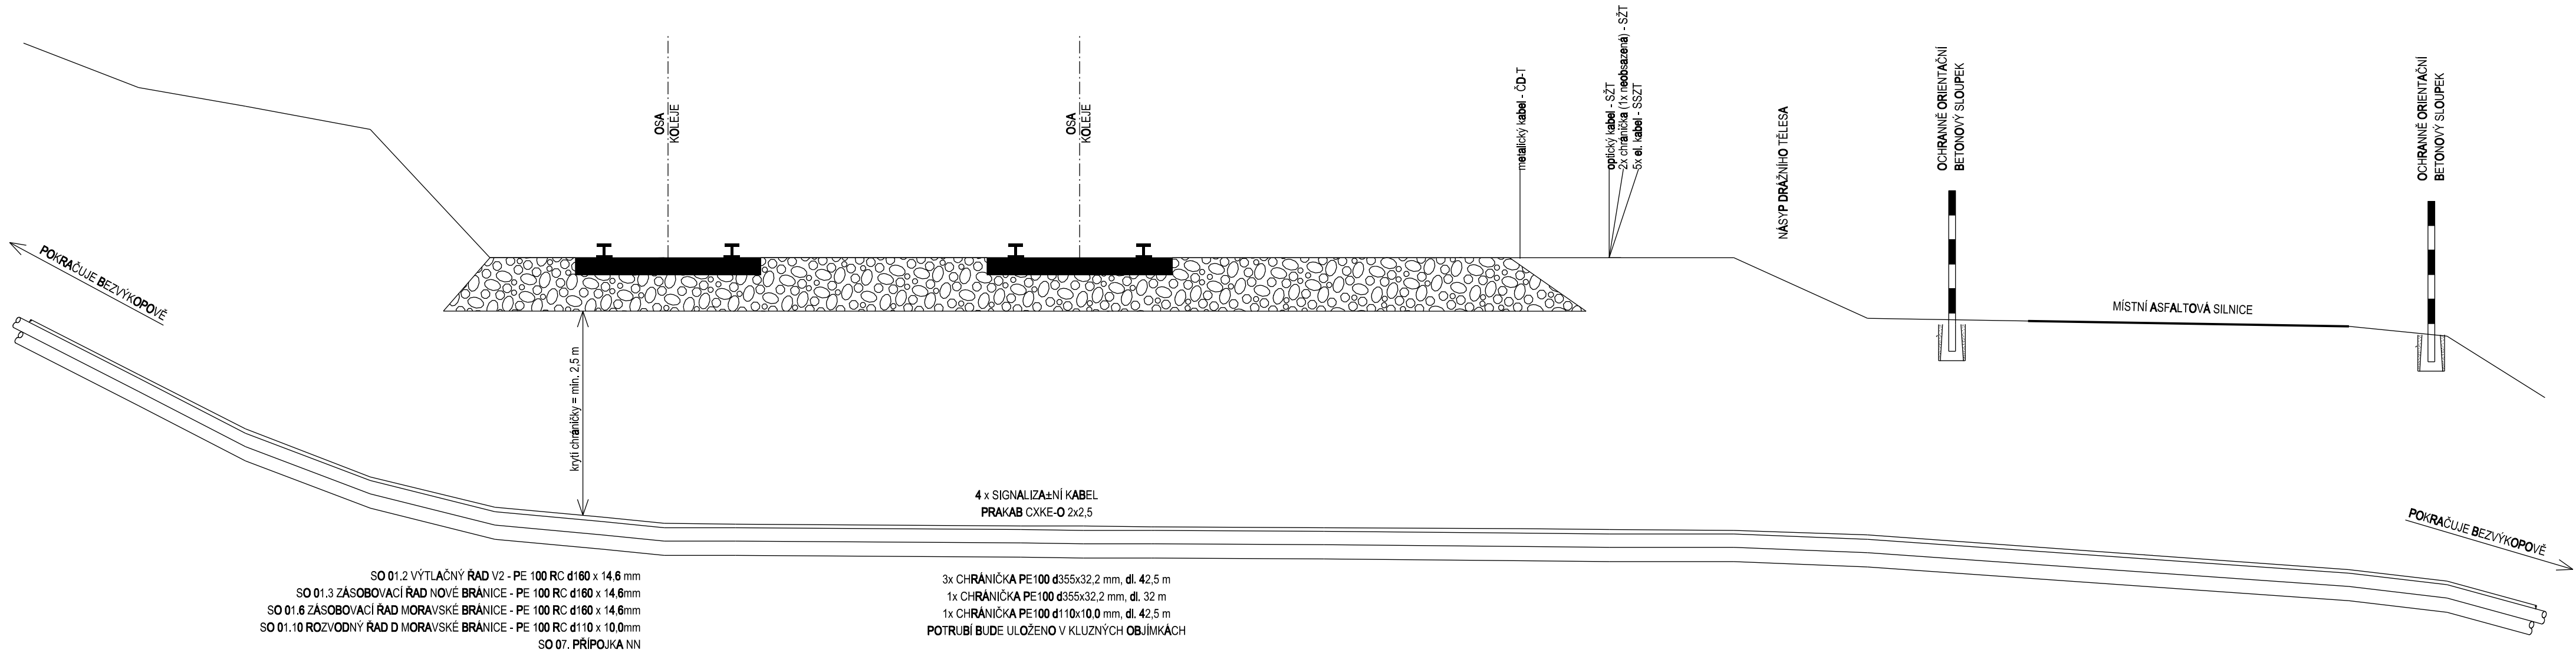 OSA
KOLEJE
OSA
KOLEJE
metalický kabel - ČD-T
optický kabel - SŽT
2x chránička (1x neobsazená) - SŽT
5x el. kabel - SSZT
NÁSYP DRÁŽNÍHO TĚLESA
OCHRANNĚ ORIENTAČNÍ
BETONOVÝ SLOUPEK
OCHRANNĚ ORIENTAČNÍ
BETONOVÝ SLOUPEK
POKRAČUJE BEZVÝKOPOVĚ
MÍSTNÍ ASFALTOVÁ SILNICE
krytí chráničky = min. 2,5 m
4 x SIGNALIZA±NÍ KABEL
PRAKAB CXKE-O 2x2,5
POKRAČUJE BEZVÝKOPOVĚ
SO 01.2 VÝTLAČNÝ ŘAD V2 - PE 100 RC d160 x 14,6 mm
SO 01.3 ZÁSOBOVACÍ ŘAD NOVÉ BRÁNICE - PE 100 RC d160 x 14,6mm
SO 01.6 ZÁSOBOVACÍ ŘAD MORAVSKÉ BRÁNICE - PE 100 RC d160 x 14,6mm
SO 01.10 ROZVODNÝ ŘAD D MORAVSKÉ BRÁNICE - PE 100 RC d110 x 10,0mm
SO 07. PŘÍPOJKA NN
3x CHRÁNIČKA PE100 d355x32,2 mm, dl. 42,5 m
1x CHRÁNIČKA PE100 d355x32,2 mm, dl. 32 m
1x CHRÁNIČKA PE100 d110x10,0 mm, dl. 42,5 m
POTRUBÍ BUDE ULOŽENO V KLUZNÝCH OBJÍMKÁCH